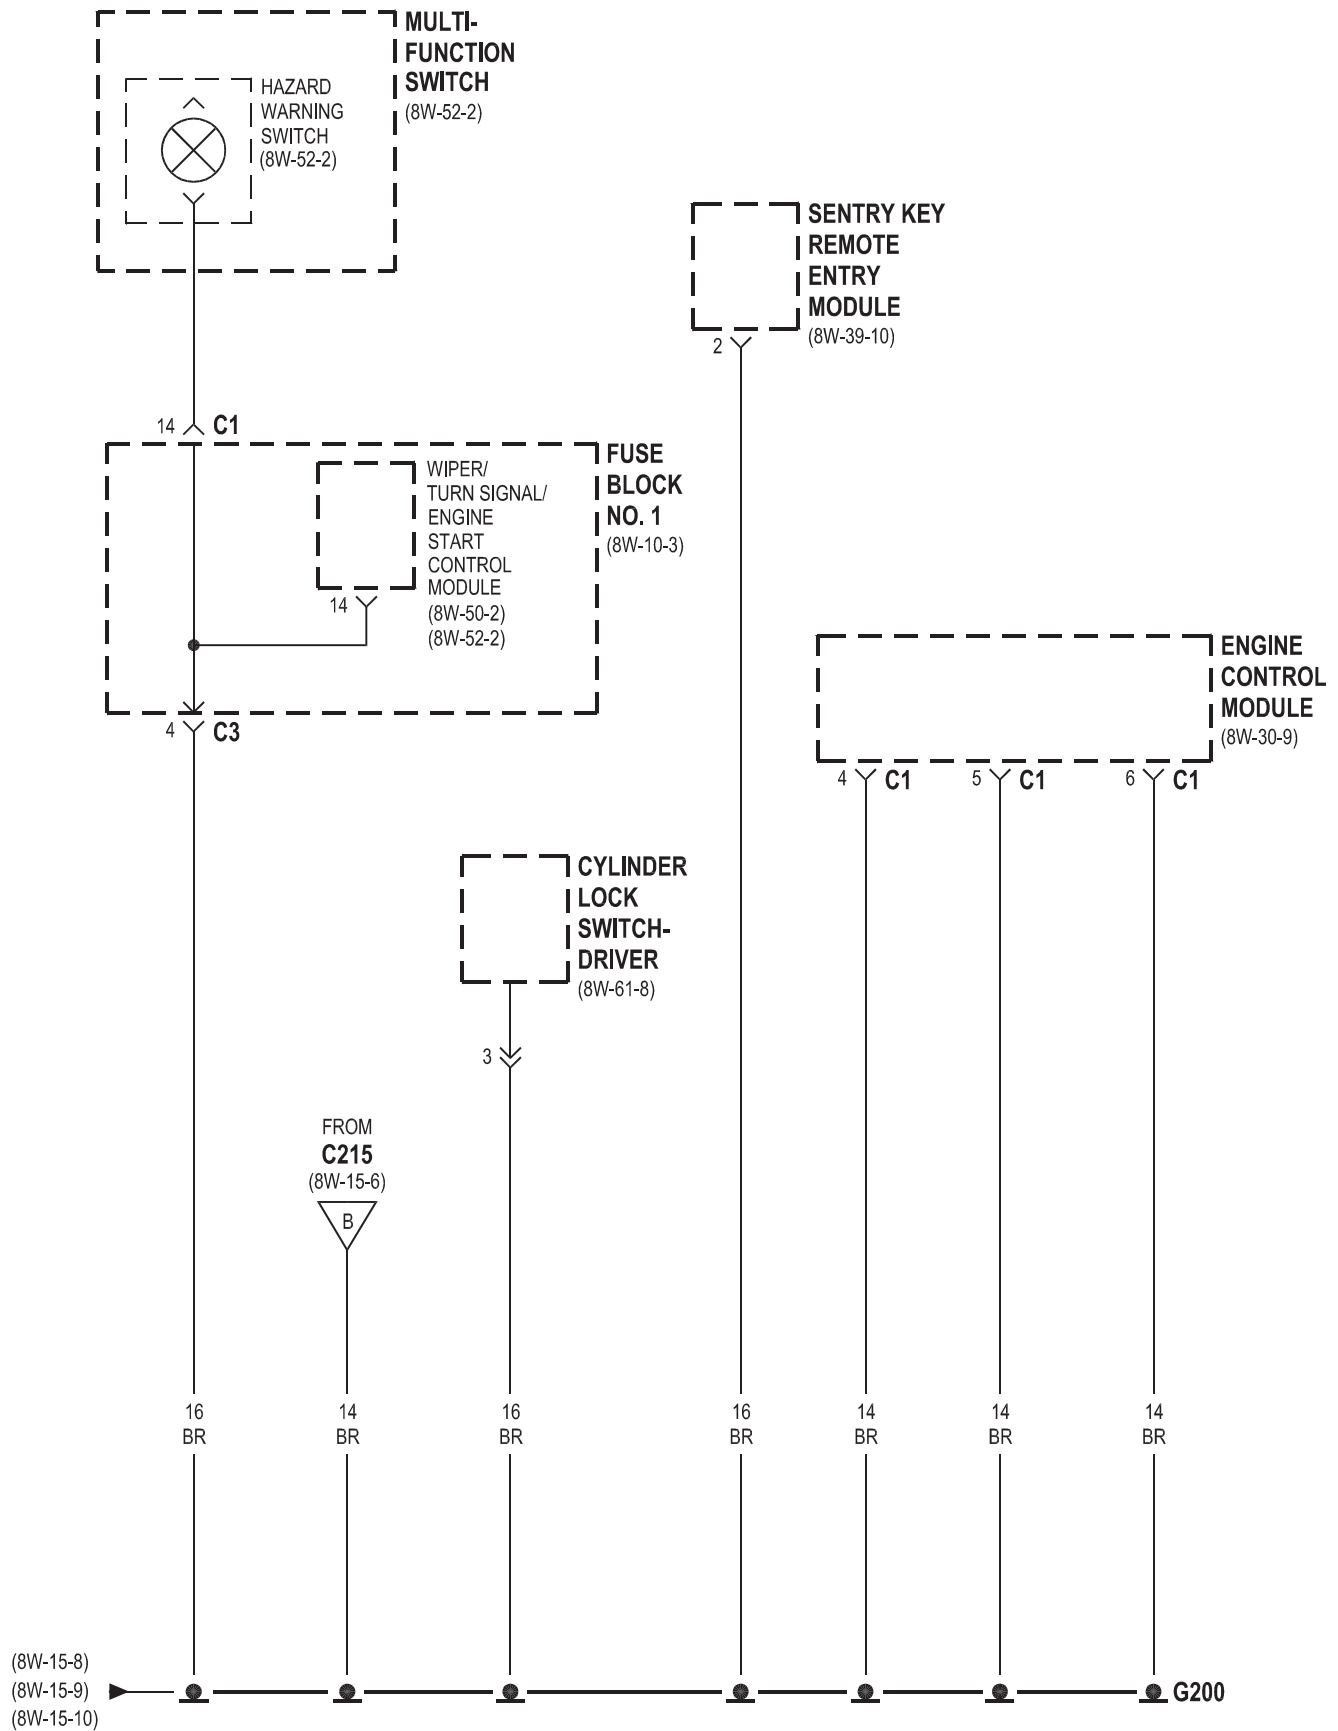 MULTI-
FUNCTION
SWITCH
(8W-52-2)
HAZARD
WARNING
SWITCH
(8W-52-2)
SENTRY KEY
REMOTE
ENTRY
MODULE
(8W-39-10)
2
14 C1
FUSE
BLOCK
NO. 1
(8W-10-3)
WIPER/
TURN SIGNAL/
ENGINE
START
CONTROL
MODULE
(8W-50-2)
(8W-52-2)
14
4 C3
ENGINE
CONTROL
MODULE
(8W-30-9)
4 C1
5 C1
6 C1
CYLINDER
LOCK
SWITCH-
DRIVER
(8W-61-8)
3
FROM
C215
(8W-15-6)
B
16
BR
14
BR
16
BR
16
BR
14
BR
14
BR
14
BR
(8W-15-8)
(8W-15-9)
(8W-15-10)
G200